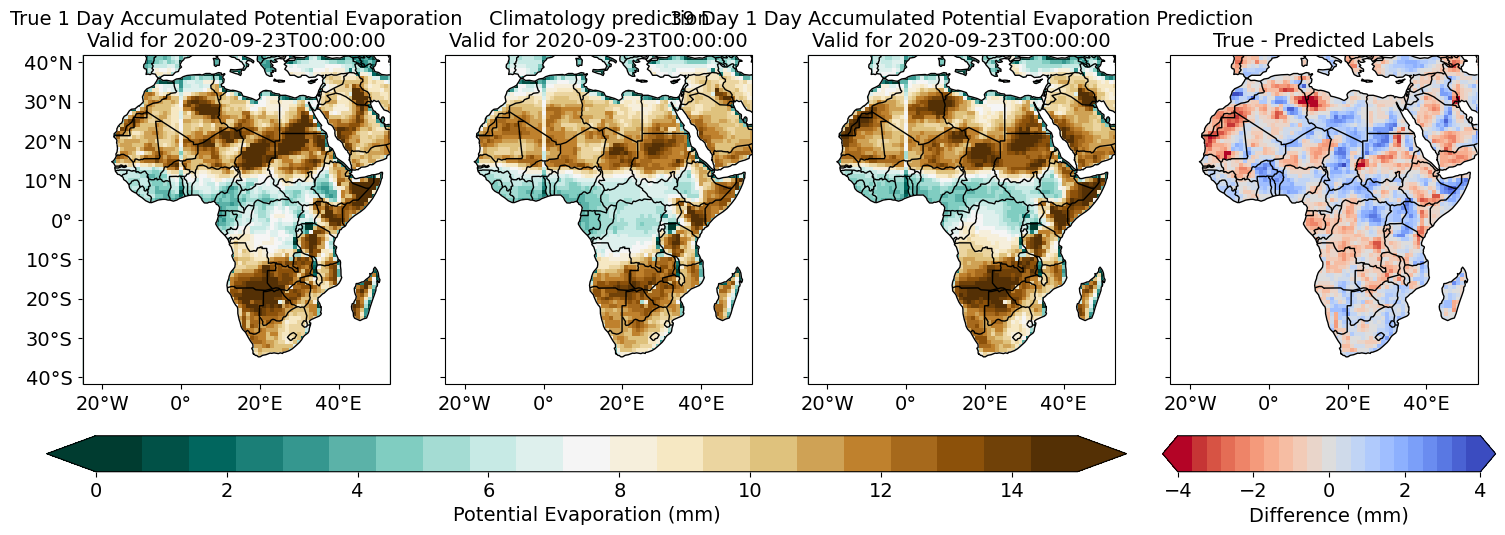 True 1 Day Accumulated Potential Evaporation
Valid for 2020-09-23T00:00:00
Climatology prediction
Valid for 2020-09-23T00:00:00
39 Day 1 Day Accumulated Potential Evaporation Prediction
Valid for 2020-09-23T00:00:00
True - Predicted Labels
40°N
30°N
20°N
10°N
0°
10°S
20°S
30°S
40°S
20°W 0° 20°E 40°E
20°W 0° 20°E 40°E
20°W 0° 20°E 40°E
20°W 0° 20°E 40°E
0 2 4 6 8 10 12 14
Potential Evaporation (mm)
−4 −2 0 2 4
Difference (mm)